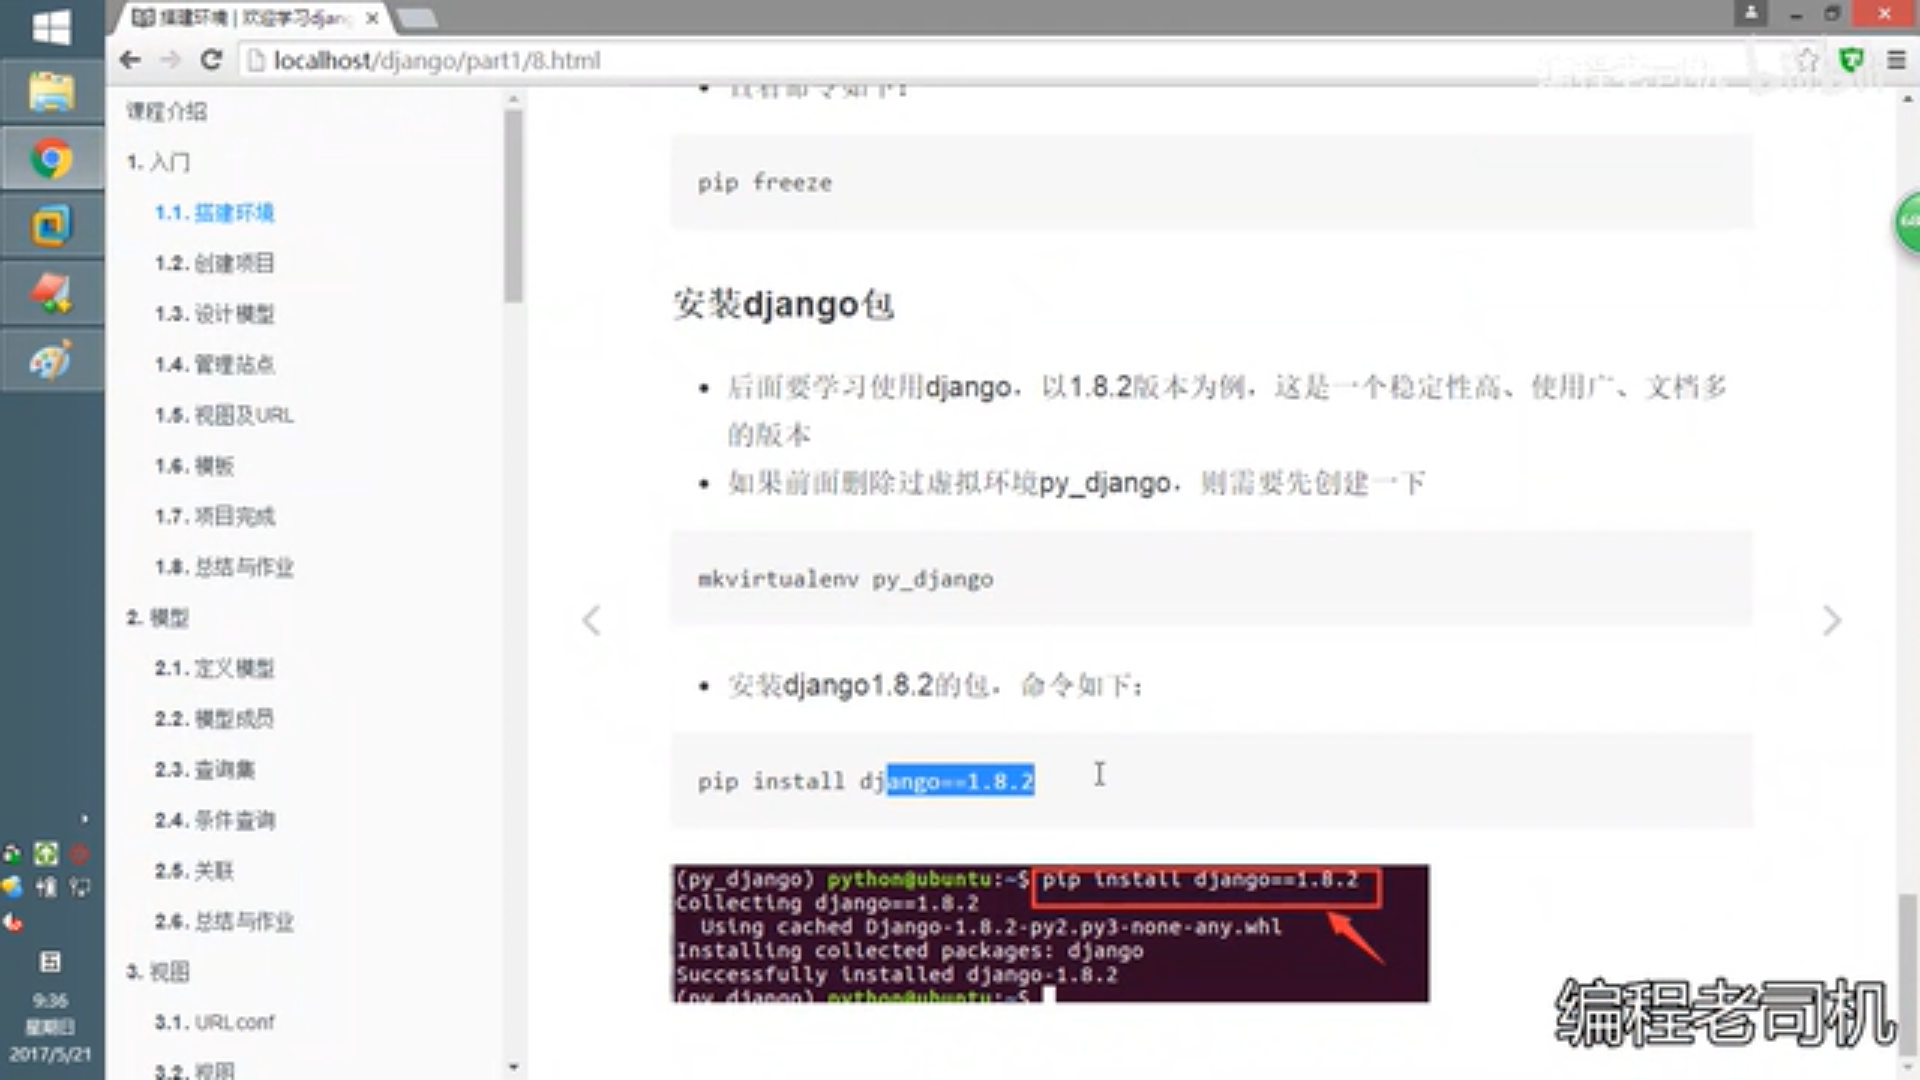 搭建环境 | 欢迎学习djang
localhost/django/part1/8.html
课程介绍
1. 入门
1.1. 搭建环境
1.2. 创建项目
1.3. 设计模型
1.4. 管理站点
1.5. 视图及URL
1.6. 模板
1.7. 项目完成
1.8. 总结与作业
2. 模型
2.1. 定义模型
2.2. 模型成员
2.3. 查询集
2.4. 条件查询
2.5. 关联
2.6. 总结与作业
3. 视图
3.1. URLconf
3.2. 视图
pip freeze
安装django包
后面要学习使用django，以1.8.2版本为例，这是一个稳定性高、使用广、文档多
的版本
如果前面删除过虚拟环境py_django，则需要先创建一下
mkvirtualenv py_django
安装django1.8.2的包，命令如下：
pip install django==1.8.2
(py_django) python@ubuntu:~$ pip install django==1.8.2
Collecting django==1.8.2
Using cached Django-1.8.2-py2.py3-none-any.whl
Installing collected packages: django
Successfully installed django-1.8.2
(py_django) python@ubuntu:~$
9:36
星期日
2017/5/21
编程老司机